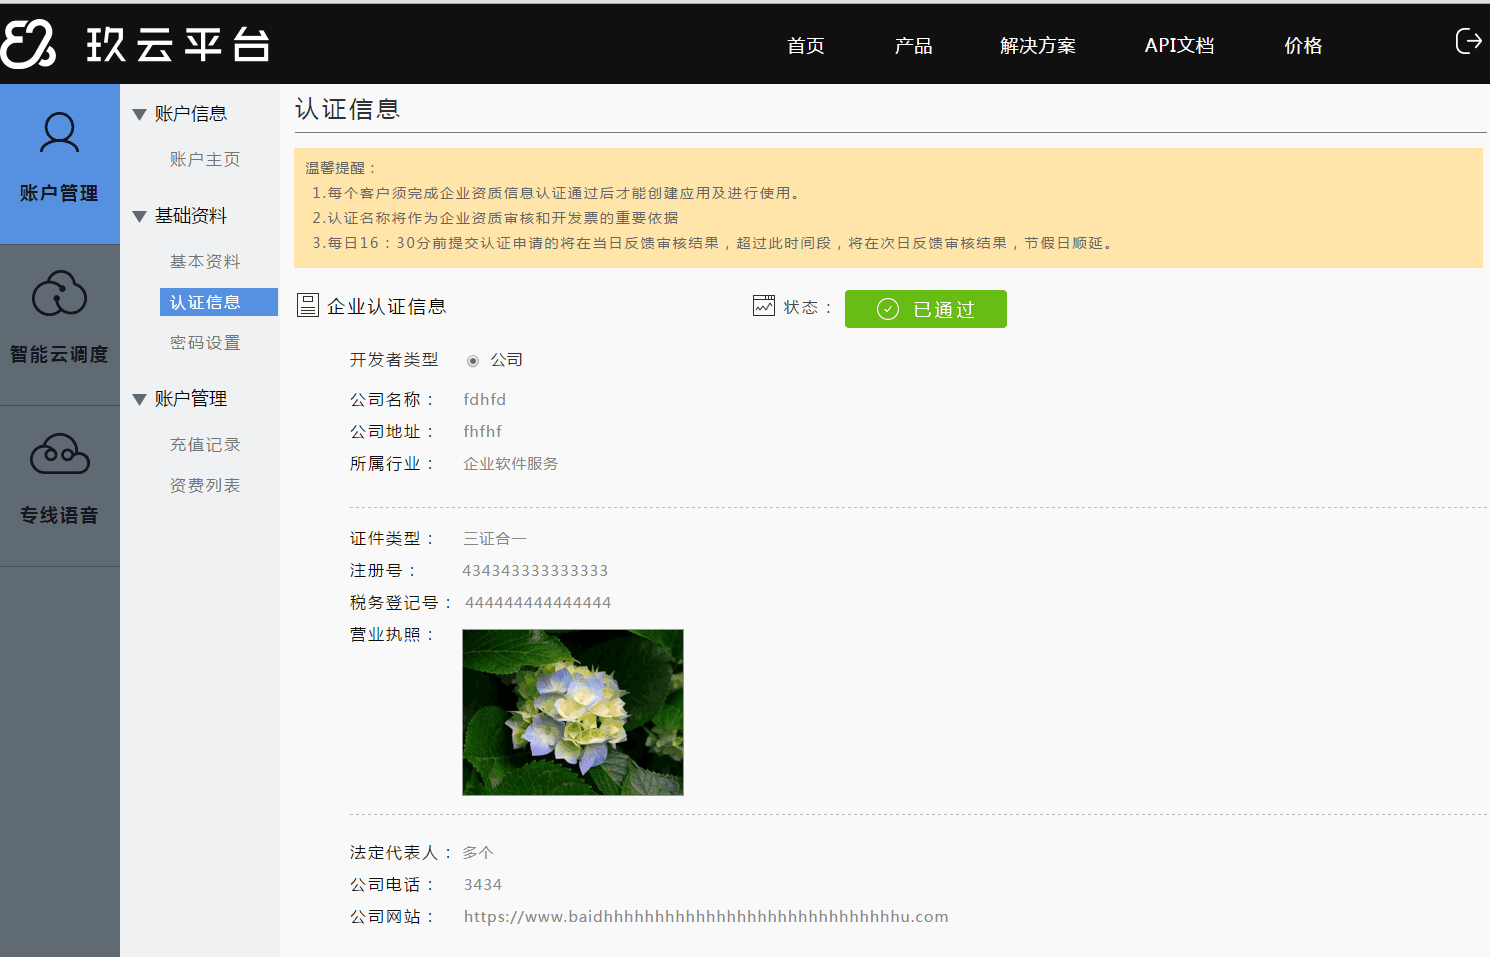 玖云平台
首页 产品 解决方案 API文档 价格
账户管理
智能云调度
专线语音
账户信息
账户主页
基础资料
基本资料
认证信息
密码设置
账户管理
充值记录
资费列表
认证信息
温馨提醒：
1.每个客户须完成企业资质信息认证通过后才能创建应用及进行使用。
2.认证名称将作为企业资质审核和开发票的重要依据
3.每日16：30分前提交认证申请的将在当日反馈审核结果，超过此时间段，将在次日反馈审核结果，节假日顺延。
企业认证信息 状态： 已通过
开发者类型 公司
公司名称： fdhfd
公司地址： fhfhf
所属行业： 企业软件服务
证件类型： 三证合一
注册号： 434343333333333
税务登记号： 444444444444444
营业执照：
法定代表人： 多个
公司电话： 3434
公司网站： https://www.baidhhhhhhhhhhhhhhhhhhhhhhhhhhhhhhu.com